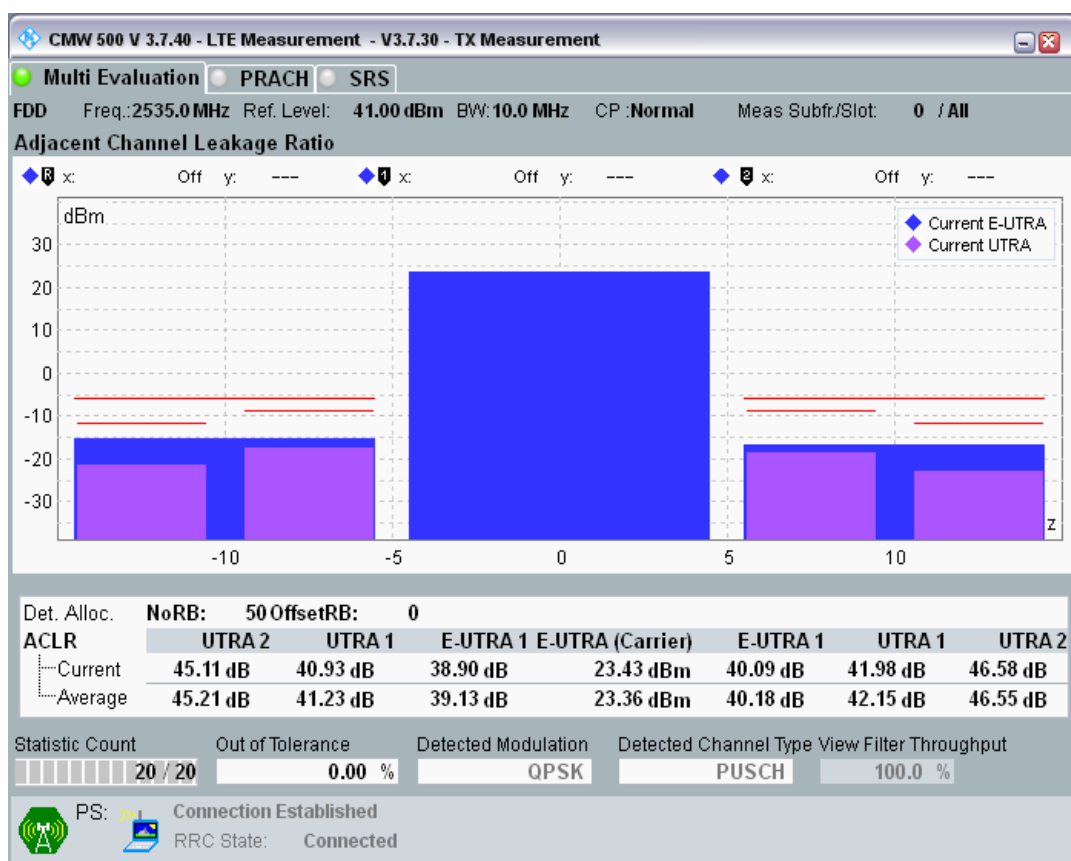 CMW 500 V 3.7.40 - LTE Measurement - V3.7.30 - TX Measurement
Multi Evaluation PRACH SRS
FDD Freq.:2535.0 MHz Ref. Level: 41.00 dBm BW:10.0 MHz CP :Normal Meas Subfr./Slot: 0 / All
Adjacent Channel Leakage Ratio
R x: Off y: --- 1 x: Off y: --- 2 x: Off y: ---
dBm
Current E-UTRA
Current UTRA
30
20
10
0
-10
-20
-30
z
-10 -5 0 5 10
Det. Alloc. NoRB: 50 OffsetRB: 0
ACLR UTRA 2 UTRA 1 E-UTRA 1 E-UTRA (Carrier) E-UTRA 1 UTRA 1 UTRA 2
Current 45.11 dB 40.93 dB 38.90 dB 23.43 dBm 40.09 dB 41.98 dB 46.58 dB
Average 45.21 dB 41.23 dB 39.13 dB 23.36 dBm 40.18 dB 42.15 dB 46.55 dB
Statistic Count Out of Tolerance Detected Modulation Detected Channel Type View Filter Throughput
20 / 20 0.00 % QPSK PUSCH 100.0 %
PS: Connection Established
RRC State: Connected